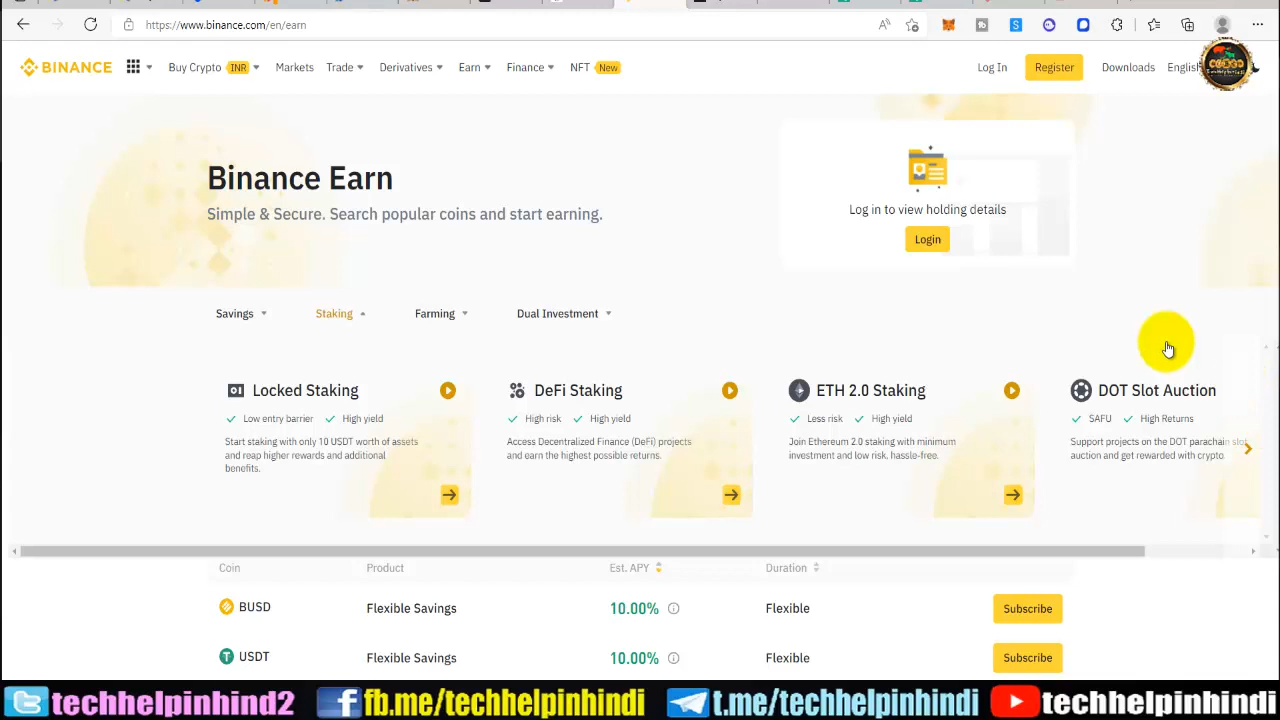 https://www.binance.com/en/earn
BINANCE Buy Crypto INR Markets Trade Derivatives Earn Finance NFT New Log In Register Downloads English
Binance Earn
Simple & Secure. Search popular coins and start earning.
Log in to view holding details
Login
Savings Staking Farming Dual Investment
Locked Staking
Low entry barrier High yield
Start staking with only 10 USDT worth of assets
and reap higher rewards and additional
benefits.
DeFi Staking
High risk High yield
Access Decentralized Finance (DeFi) projects
and earn the highest possible returns.
ETH 2.0 Staking
Less risk High yield
Join Ethereum 2.0 staking with minimum
investment and low risk, hassle-free.
DOT Slot Auction
SAFU High Returns
Support projects on the DOT parachain slot
auction and get rewarded with crypto.
Coin Product Est. APY Duration
BUSD Flexible Savings 10.00% Flexible Subscribe
USDT Flexible Savings 10.00% Flexible Subscribe
techhelpinhind2 fb.me/techhelpinhindi t.me/techhelpinhindi techhelpinhindi